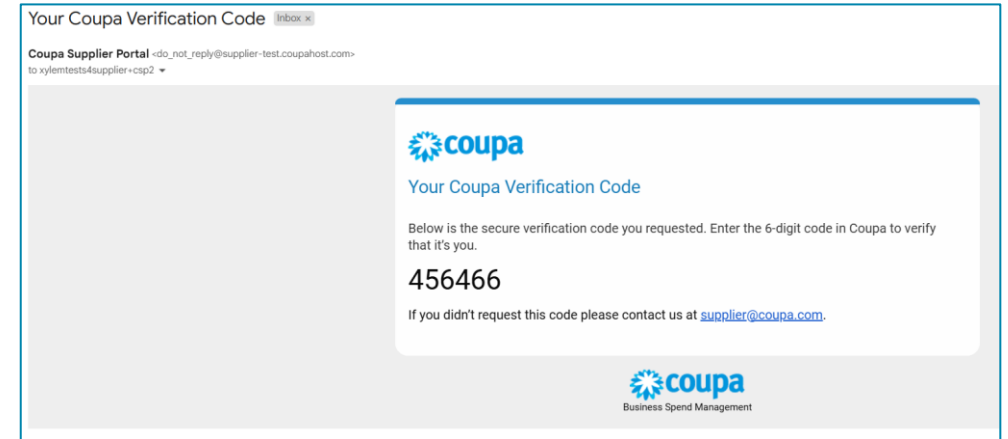 Your Coupa Verification Code Inbox ×
Coupa Supplier Portal <do_not_reply@supplier-test.coupahost.com>
to xylemtests4supplier+csp2
coupa
Your Coupa Verification Code
Below is the secure verification code you requested. Enter the 6-digit code in Coupa to verify
that it's you.
456466
If you didn't request this code please contact us at supplier@coupa.com.
coupa
Business Spend Management